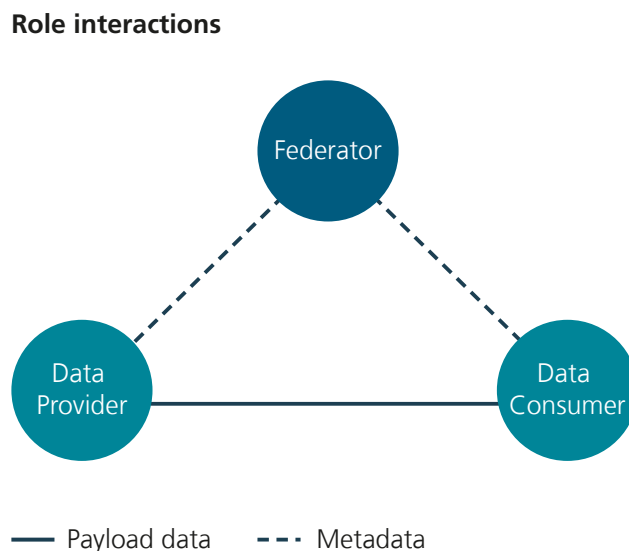 Role interactions
Federator
Data
Provider
Data
Consumer
Payload data
Metadata